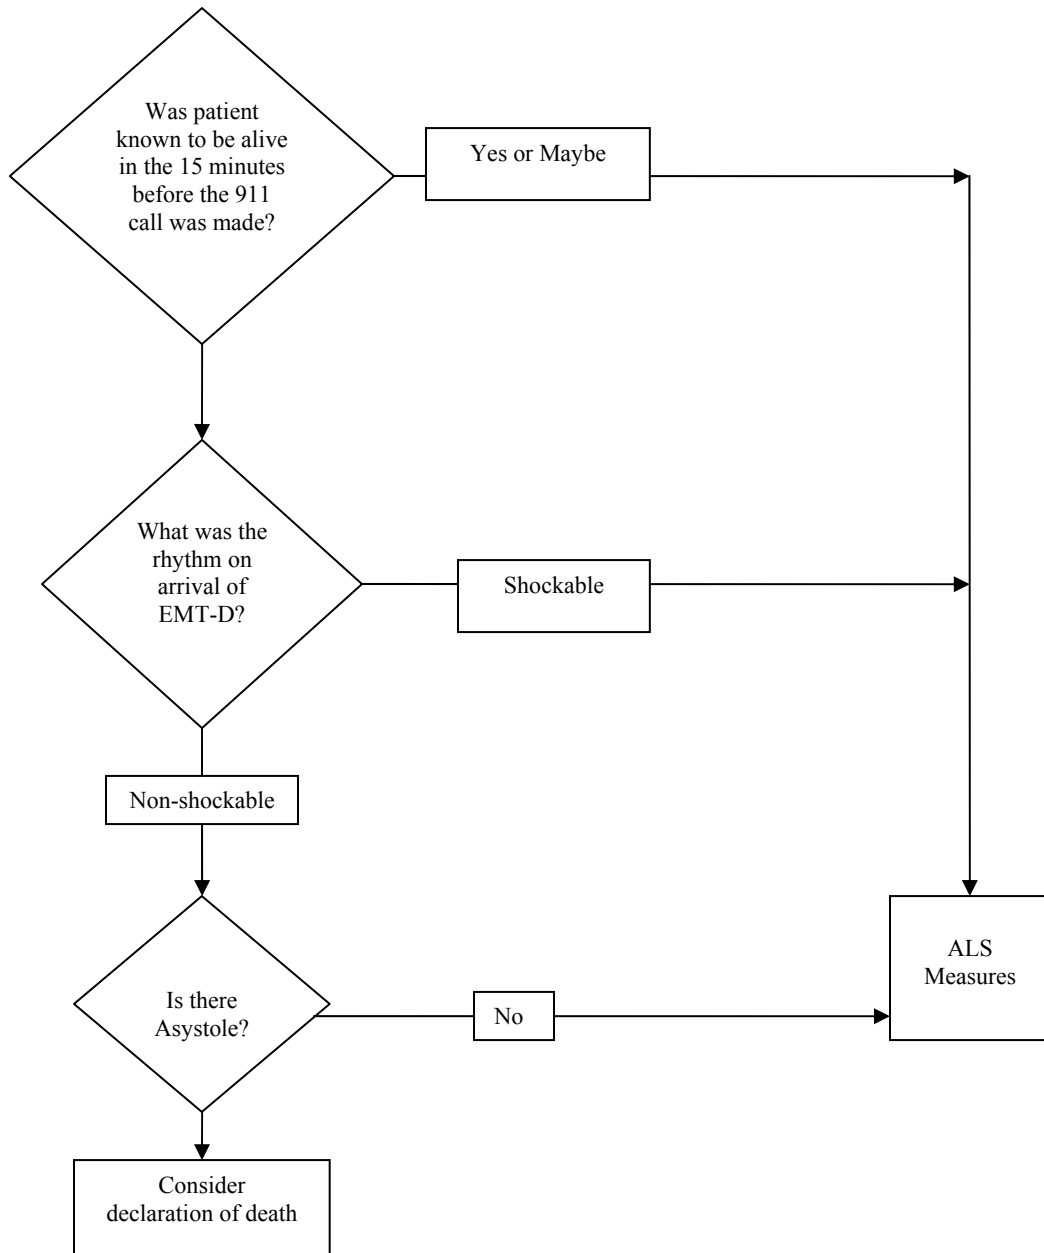 Was patient
known to be alive
in the 15 minutes
before the 911
call was made?
Yes or Maybe
What was the
rhythm on
arrival of
EMT-D?
Shockable
Non-shockable
Is there
Asystole?
No
ALS
Measures
Consider
declaration of death